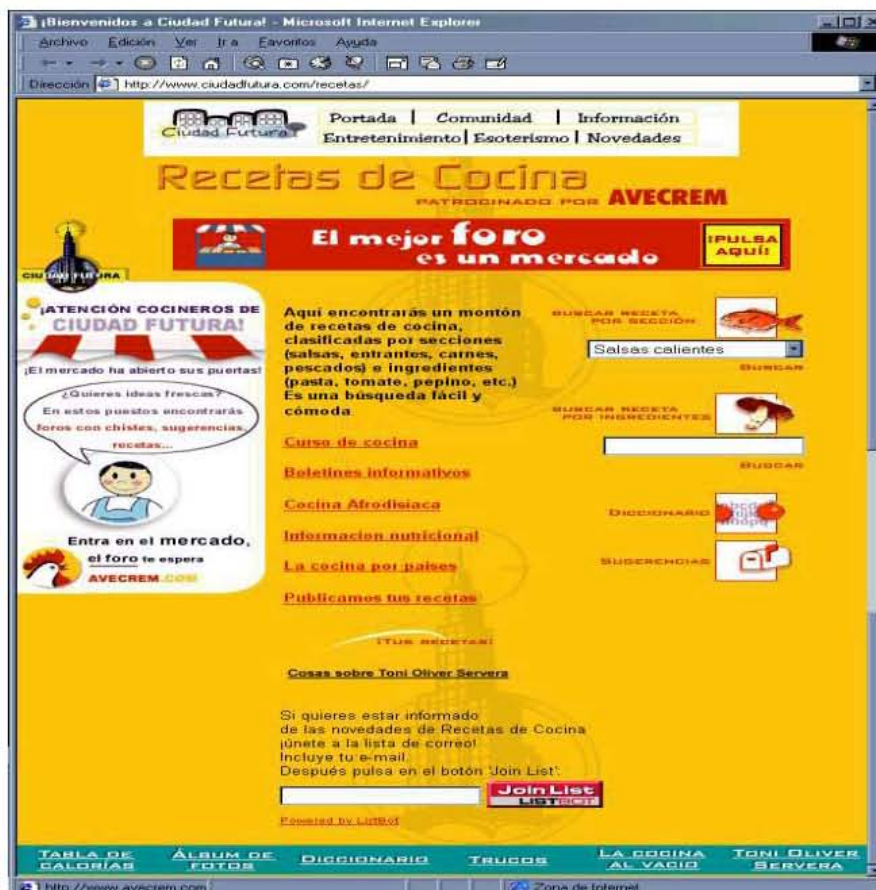 ¡Bienvenidos a Ciudad Futura! - Microsoft Internet Explorer
Archivo Edición Ver Ir a Favoritos Ayuda
Dirección http://www.ciudadfutura.com/recetas/
Ciudad Futura
Portada | Comunidad | Información
Entretenimiento | Esoterismo | Novedades
Recetas de Cocina
PATROCINADO POR AVECREM
El mejor foro
es un mercado
¡PULSA
AQUÍ!
CIUDAD FUTURA
¡ATENCIÓN COCINEROS DE
CIUDAD FUTURA!
¡El mercado ha abierto sus puertas!
¿Quieres ideas frescas?
En estos puestos encontrarás
foros con chistes, sugerencias,
recetas...
Entra en el mercado,
el foro te espera
AVECREM.COM
Aquí encontrarás un montón
de recetas de cocina,
clasificadas por secciones
(salsas, entrantes, carnes,
pescados) e ingredientes
(pasta, tomate, pepino, etc.)
Es una búsqueda fácil y
cómoda.
Curso de cocina
Boletines informativos
Cocina Afrodisiaca
Informacion nutricional
La cocina por paises
Publicamos tus recetas
¡TUS RECETAS!
Cosas sobre Toni Oliver Servera
Si quieres estar informado
de las novedades de Recetas de Cocina
¡únete a la lista de correo!
Incluye tu e-mail.
Después pulsa en el botón 'Join List':
Join List
LISTBOT
Powered by ListBot
BUSCAR RECETA
POR SECCIÓN
Salsas calientes
BUSCAR
BUSCAR RECETA
POR INGREDIENTES
BUSCAR
DICCIONARIO
SUGERENCIAS
TABLA DE
CALORÍAS
ÁLBUM DE
FOTOS
DICCIONARIO
TRUCOS
LA COCINA
AL VACIO
TONI OLIVER
SERVERA
http://www.avecrem.com
Zona de Internet